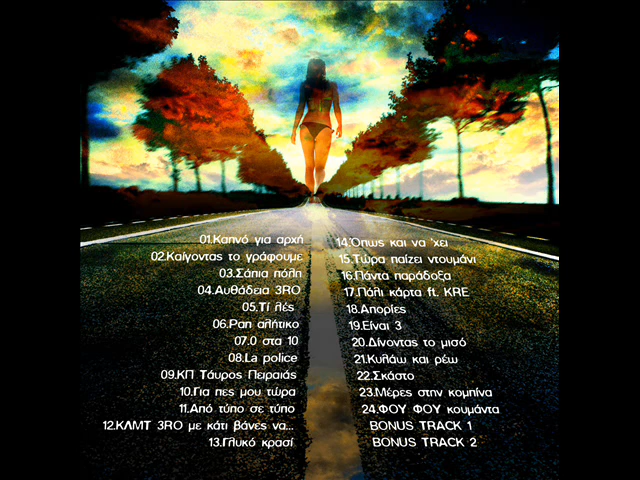 01.Καπνό για αρχή
02.Καίγοντας το γράφουμε
03.Σάπια πόλη
04.Αυθάδεια 3RO
05.Τί λές
06.Ραπ αλήτικο
07.0 στα 10
08.La police
09.ΚΠ Ταύρος Πειραιάς
10.Για πες μου τώρα
11.Από τύπο σε τύπο
12.ΚΛΜΤ 3RO με κάτι βάνες να...
13.Γλυκό κρασί
14.Όπως και να 'χει
15.Τώρα παίζει ντουμάνι
16.Πάντα παράδοξα
17.Πάλι κάρτα ft. KRE
18.Απορίες
19.Είναι 3
20.Δίνοντας το μισό
21.Κυλάω και ρέω
22.Σκάστο
23.Μέρες στην κομπίνα
24.ΦΟΥ ΦΟΥ κουμάντα
BONUS TRACK 1
BONUS TRACK 2